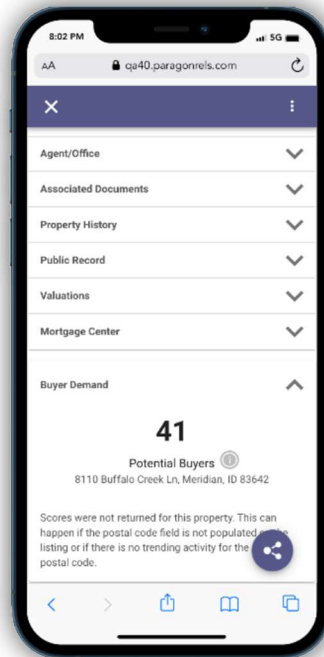 8:02 PM
5G
AA
qa40.paragonrels.com
Agent/Office
Associated Documents
Property History
Public Record
Valuations
Mortgage Center
Buyer Demand
41
Potential Buyers
8110 Buffalo Creek Ln, Meridian, ID 83642
Scores were not returned for this property. This can
happen if the postal code field is not populated
listing or if there is no trending activity for the
postal code.